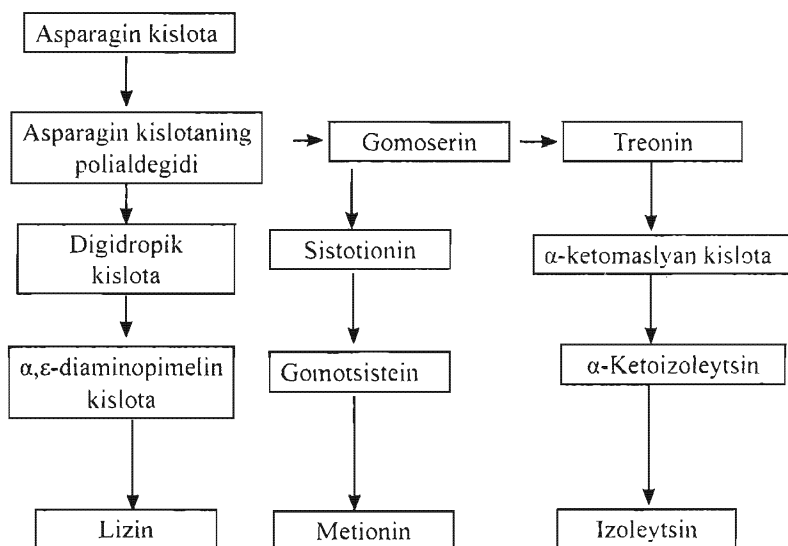 Asparagin kislota
Asparagin kislotaning
polialdegidi
Gomoserin
Treonin
Digidropik
kislota
Sistotionin
α-ketomaslyan kislota
α,ε-diaminopimelin
kislota
Gomotsistein
α-Ketoizoleytsin
Lizin
Metionin
Izoleytsin